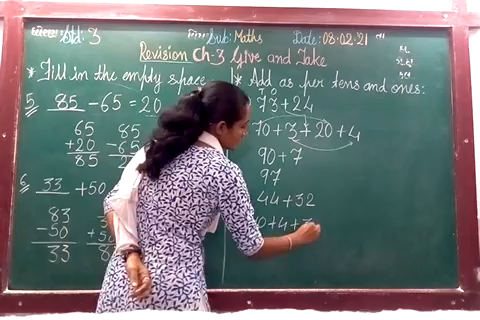 Std: 3 Sub: Maths Date: 08.02.21
Revision Ch-3 Give and Take
* Fill in the empty space
5 85 - 65 = 20
65
+20
85
85
-65
6 33 + 50
83
-50
33
* Add as per tens and ones:
T O
73 + 24
70 + 3 + 20 + 4
90 + 7
97
44 + 32
0 + 4 +